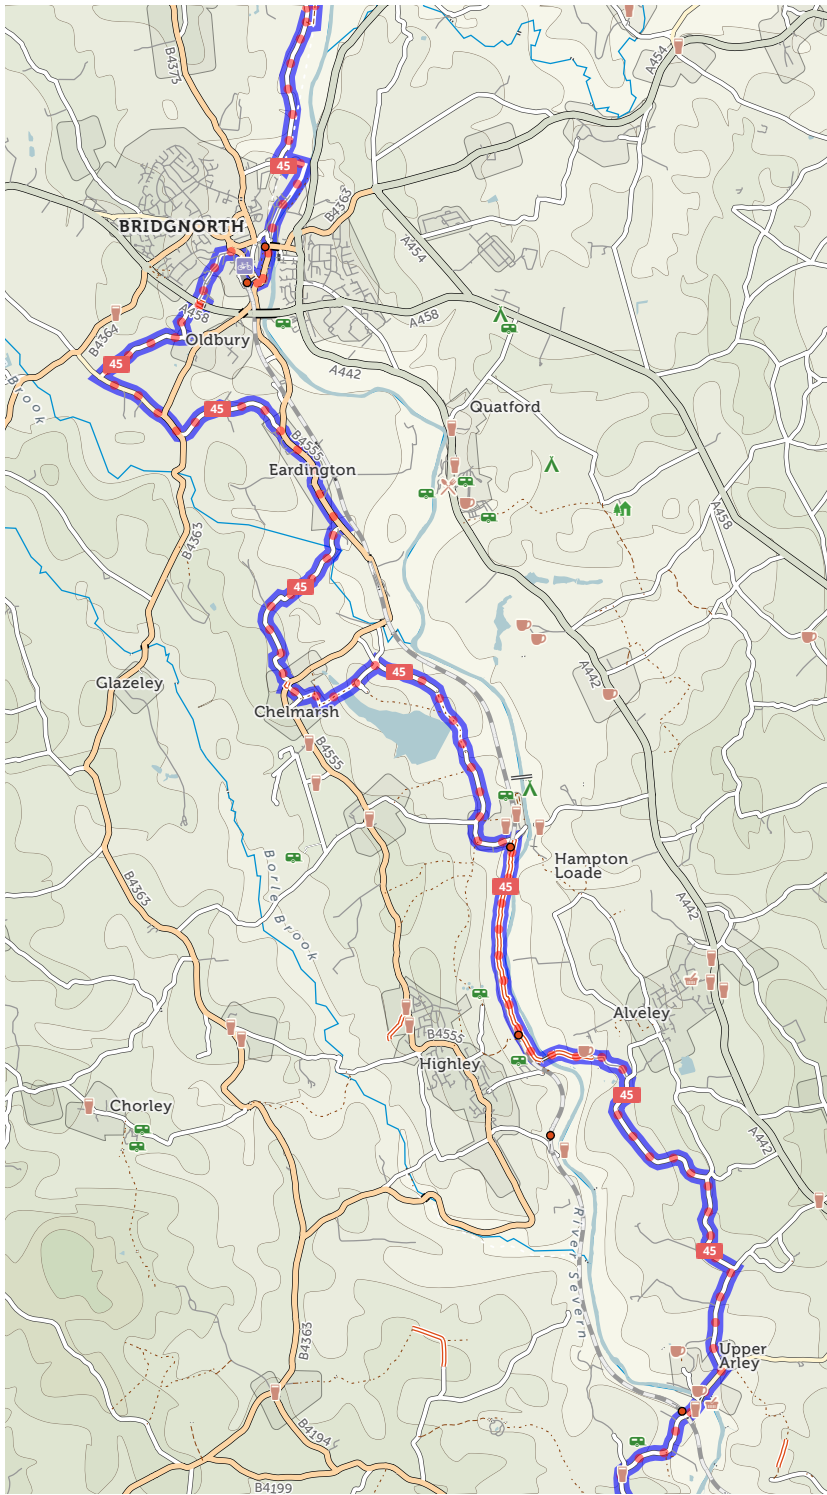 B4373
A454
45
B4363
BRIDGNORTH
A454
A458
A458
B4364
Oldbury
45
A442
Brook
45
Quatford
B4555
Eardington
A458
B4363
45
A442
45
Glazeley
Chelmarsh
B4555
Hampton
Loade
Borle Brook
B4363
45
A442
Alveley
B4555
Highley
45
Chorley
A442
River Severn
45
B4363
Upper
Arley
B4194
B4199